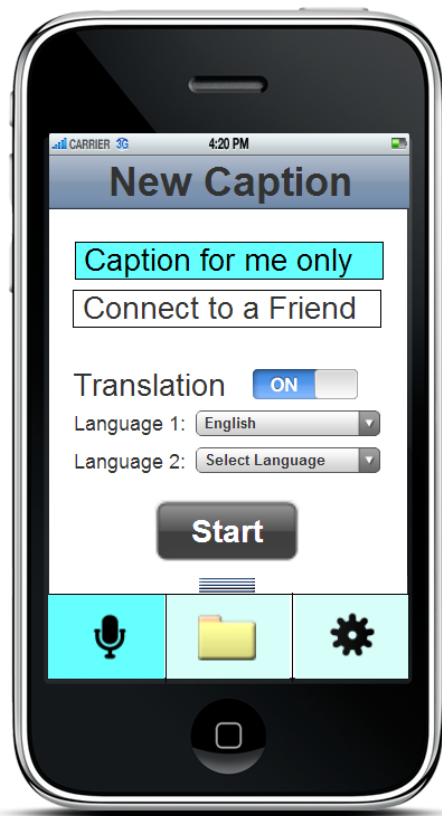 CARRIER 3G 4:20 PM
New Caption
Caption for me only
Connect to a Friend
Translation ON
Language 1: English
Language 2: Select Language
Start